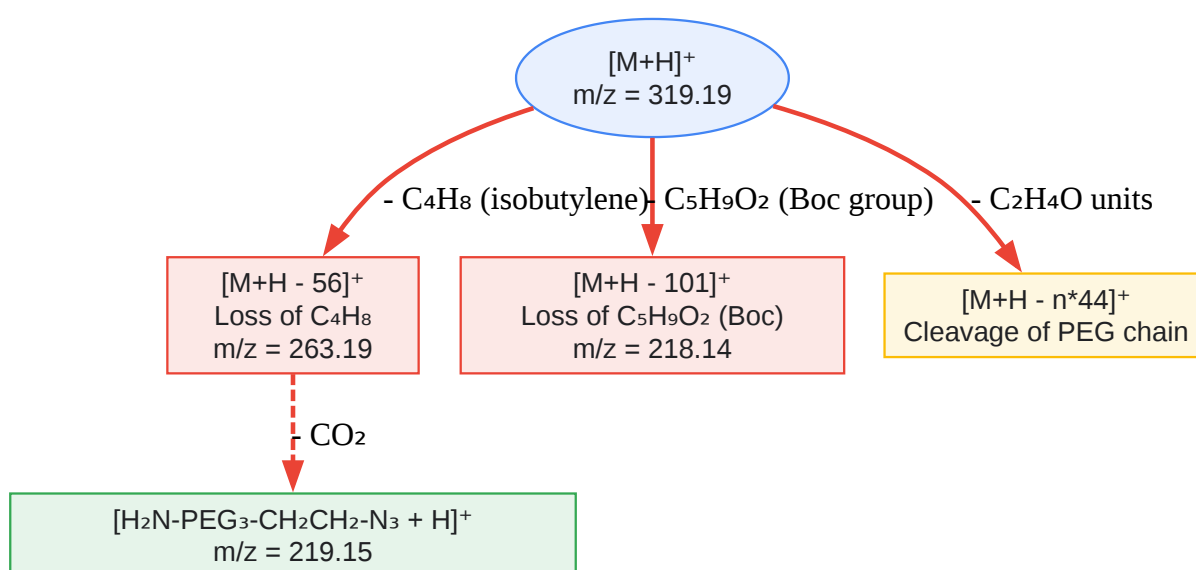 [M+H]⁺
m/z = 319.19
- C₄H₈ (isobutylene)
- C₅H₉O₂ (Boc group)
- C₂H₄O units
[M+H - 56]⁺
Loss of C₄H₈
m/z = 263.19
[M+H - 101]⁺
Loss of C₅H₉O₂ (Boc)
m/z = 218.14
[M+H - n*44]⁺
Cleavage of PEG chain
- CO₂
[H₂N-PEG₃-CH₂CH₂-N₃ + H]⁺
m/z = 219.15